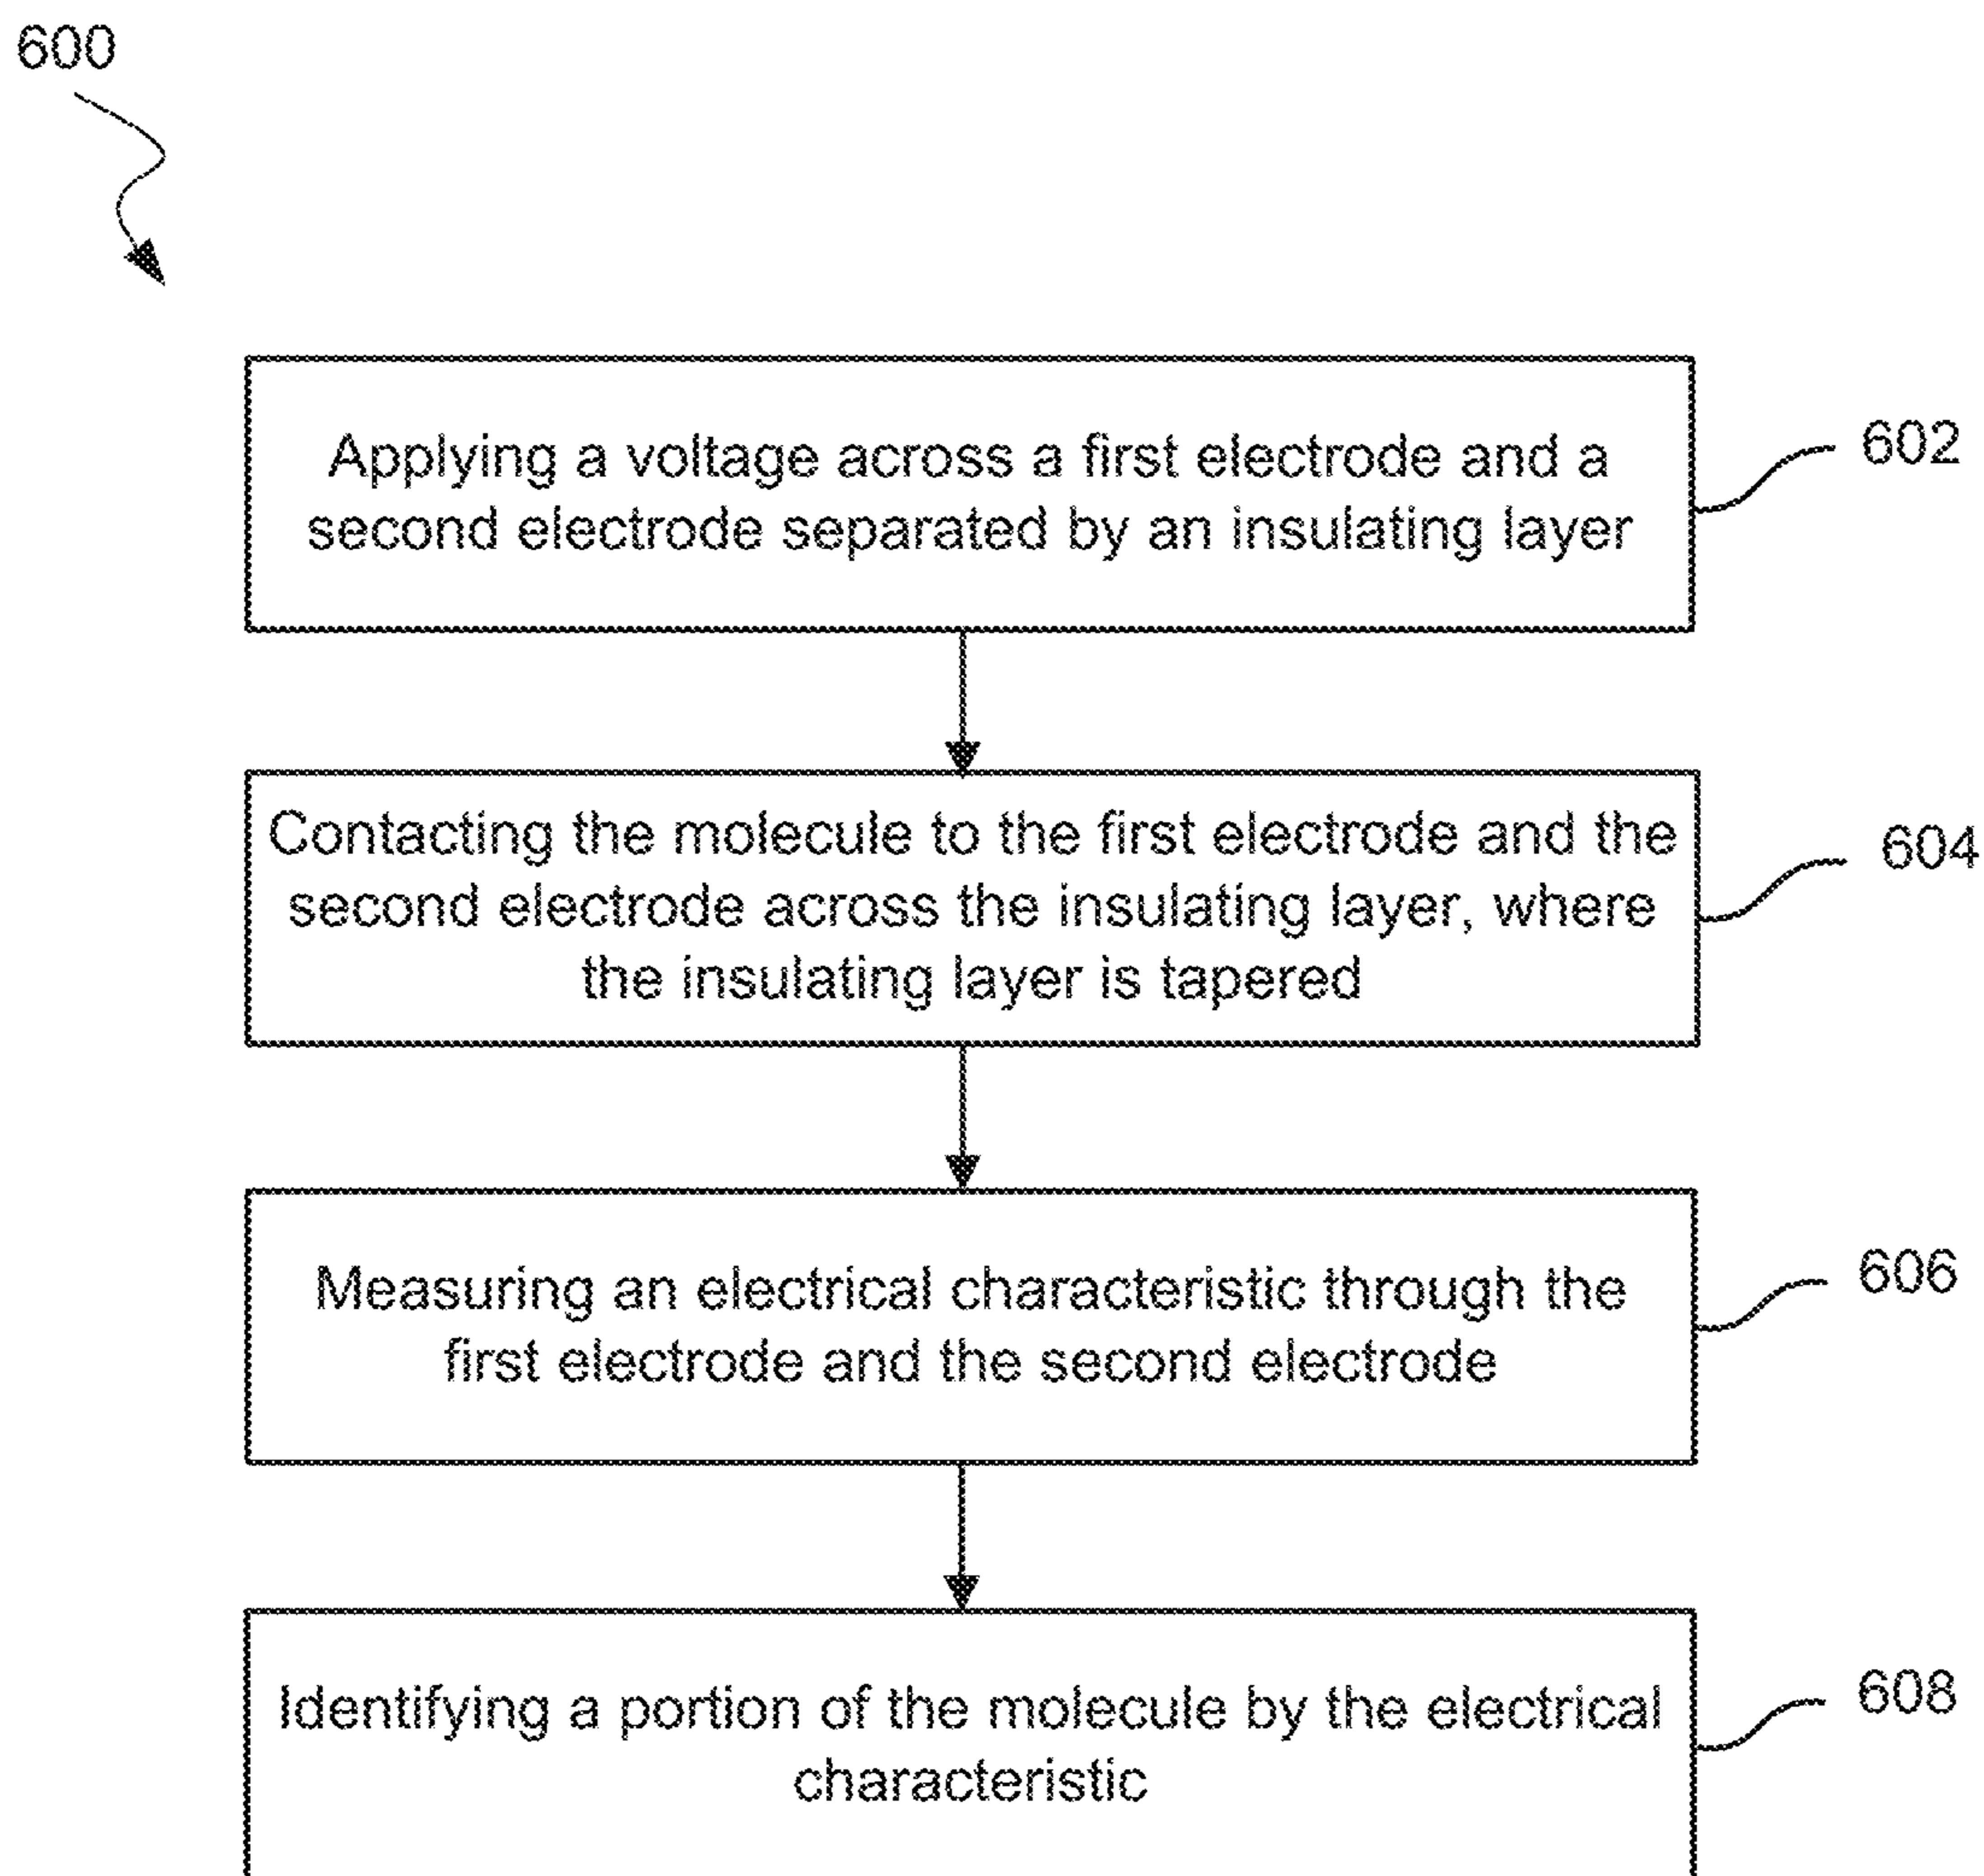 600
Applying a voltage across a first electrode and a
second electrode separated by an insulating layer
602
Contacting the molecule to the first electrode and the
second electrode across the insulating layer, where
the insulating layer is tapered
604
Measuring an electrical characteristic through the
first electrode and the second electrode
606
Identifying a portion of the molecule by the electrical
characteristic
608